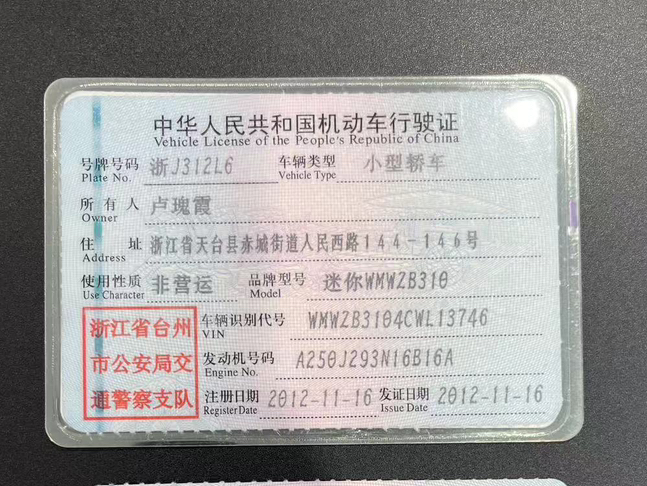 中华人民共和国机动车行驶证
Vehicle License of the People's Republic of China
号牌号码 浙J312L6 车辆类型 小型轿车
Plate No. Vehicle Type
所有人 卢瑰霞
Owner
住址 浙江省天台县赤城街道人民西路144-146号
Address
使用性质 非营运 品牌型号 迷你WMWZB310
Use Character Model
浙江省台州
市公安局交
通警察支队
车辆识别代号 WMWZB3104CWL13746
VIN
发动机号码 A250J293N16B16A
Engine No.
注册日期 2012-11-16 发证日期 2012-11-16
Register Date Issue Date